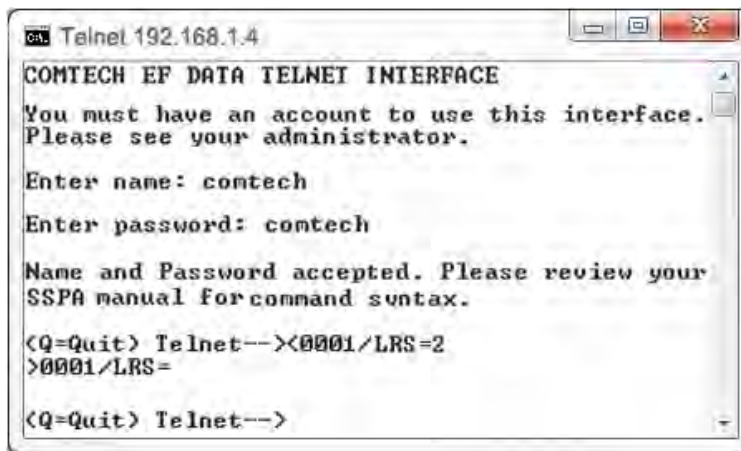 Telnet 192.168.1.4
COMTECH EF DATA TELNET INTERFACE
You must have an account to use this interface.
Please see your administrator.
Enter name: comtech
Enter password: comtech
Name and Password accepted. Please review your
SSPA manual for command syntax.
(Q=Quit) Telnet--><0001/LRS=2
>0001/LRS=
(Q=Quit) Telnet-->